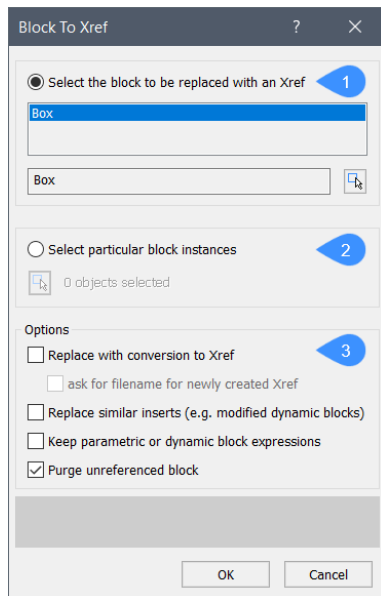 Block To Xref ? ×
Select the block to be replaced with an Xref 1
Box
Box
Select particular block instances 2
0 objects selected
Options
Replace with conversion to Xref 3
ask for filename for newly created Xref
Replace similar inserts (e.g. modified dynamic blocks)
Keep parametric or dynamic block expressions
Purge unreferenced block
OK Cancel